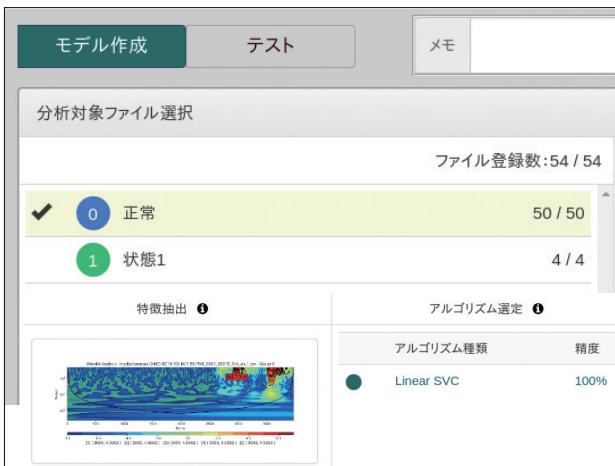 モデル作成
テスト
メモ
分析対象ファイル選択
ファイル登録数:54 / 54
0 正常 50 / 50
1 状態1 4 / 4
特徴抽出
アルゴリズム選定
アルゴリズム種類 精度
Linear SVC 100%